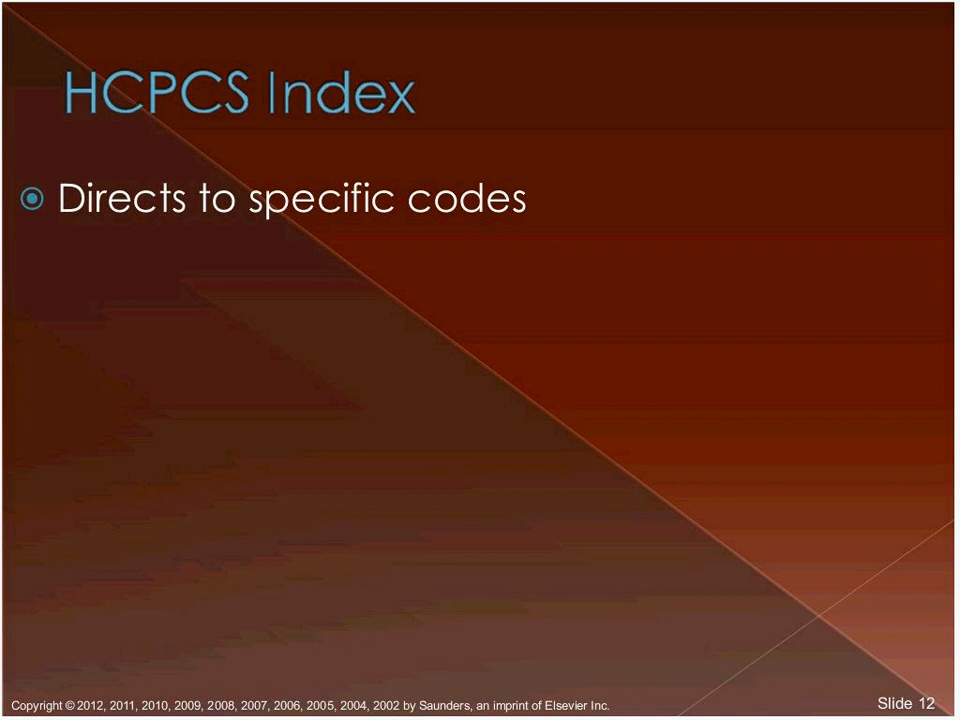 HCPCS Index
Directs to specific codes
Copyright © 2012, 2011, 2010, 2009, 2008, 2007, 2006, 2005, 2004, 2002 by Saunders, an imprint of Elsevier Inc.
Slide 12